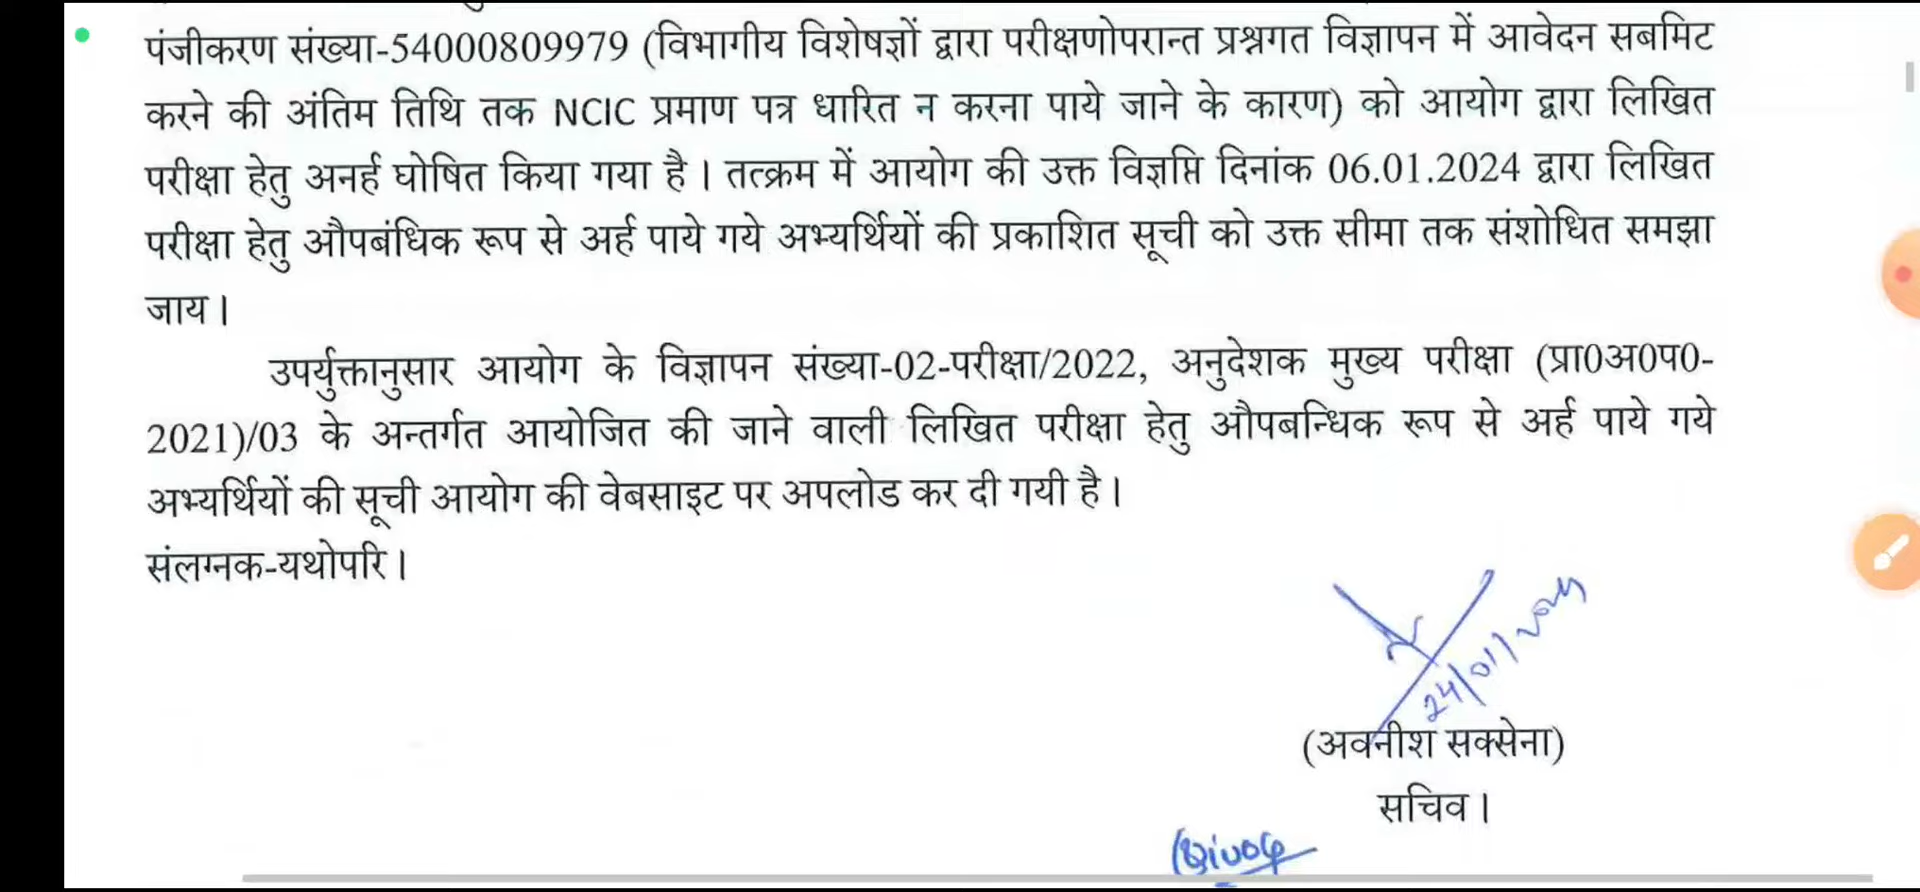 पंजीकरण संख्या-54000809979 (विभागीय विशेषज्ञों द्वारा परीक्षणोपरान्त प्रश्नगत विज्ञापन में आवेदन सबमिट
करने की अंतिम तिथि तक NCIC प्रमाण पत्र धारित न करना पाये जाने के कारण) को आयोग द्वारा लिखित
परीक्षा हेतु अनर्ह घोषित किया गया है। तत्क्रम में आयोग की उक्त विज्ञप्ति दिनांक 06.01.2024 द्वारा लिखित
परीक्षा हेतु औपबंधिक रूप से अर्ह पाये गये अभ्यर्थियों की प्रकाशित सूची को उक्त सीमा तक संशोधित समझा
जाय।
उपर्युक्तानुसार आयोग के विज्ञापन संख्या-02-परीक्षा/2022, अनुदेशक मुख्य परीक्षा (प्रा0अ0प0-
2021)/03 के अन्तर्गत आयोजित की जाने वाली लिखित परीक्षा हेतु औपबन्धिक रूप से अर्ह पाये गये
अभ्यर्थियों की सूची आयोग की वेबसाइट पर अपलोड कर दी गयी है।
संलग्नक-यथोपरि।
24/01/2024
(अवनीश सक्सेना)
सचिव।